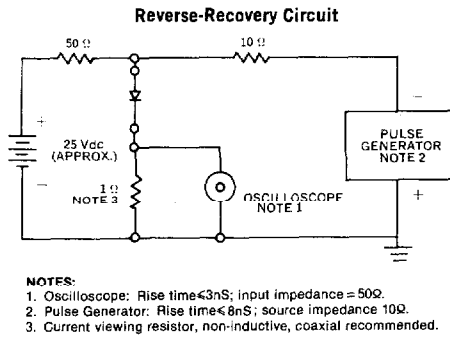 Reverse-Recovery Circuit
50 Ω
10 Ω
+
25 Vdc
(APPROX.)
−
1 Ω
NOTE 3
OSCILLOSCOPE
NOTE 1
−
PULSE
GENERATOR
NOTE 2
+
NOTES:
1. Oscilloscope: Rise time≤3nS; input impedance = 50Ω.
2. Pulse Generator: Rise time≤8nS; source impedance 10Ω.
3. Current viewing resistor, non-inductive, coaxial recommended.